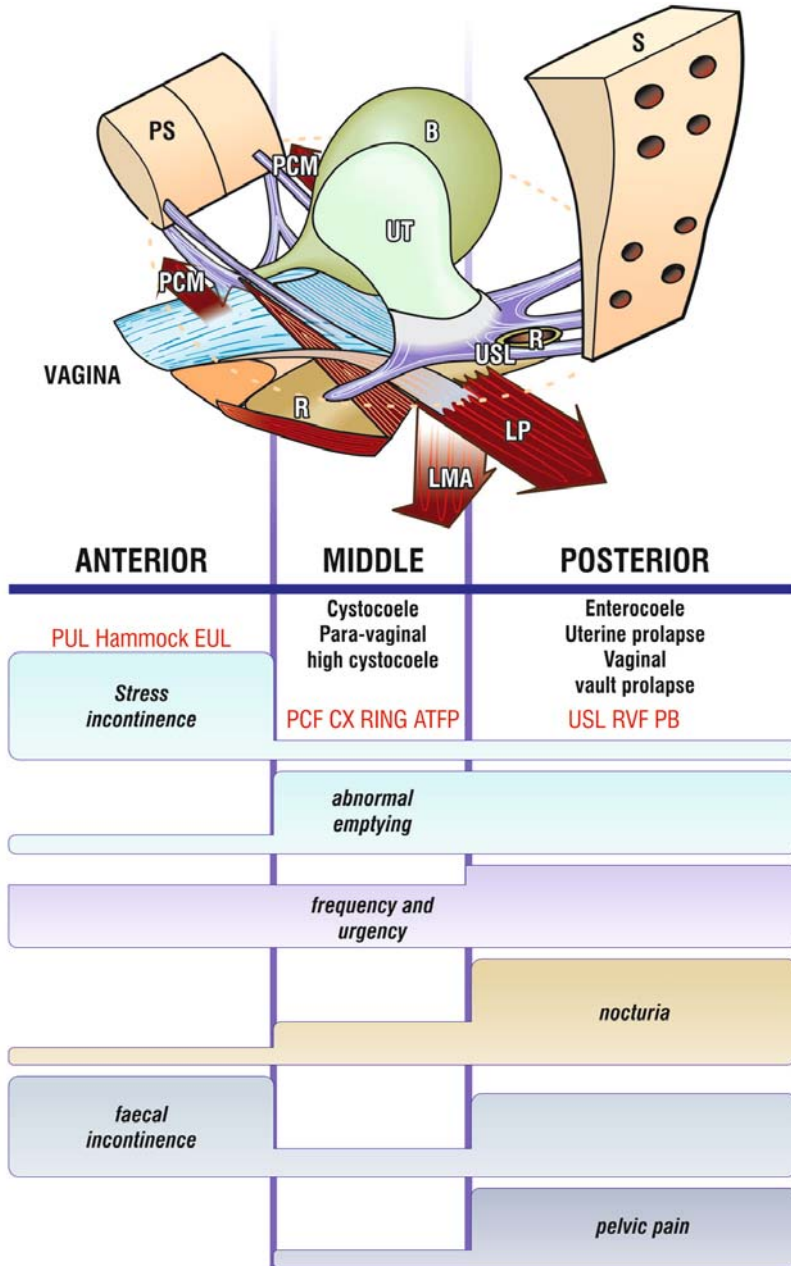 S
PS
B
PCM
UT
PCM
R
USL
VAGINA
R
LP
LMA
ANTERIOR
MIDDLE
POSTERIOR
PUL Hammock EUL
Cystocoele
Para-vaginal
high cystocoele
Enterocoele
Uterine prolapse
Vaginal
vault prolapse
Stress
incontinence
PCF CX RING ATFP
USL RVF PB
abnormal
emptying
frequency and
urgency
nocturia
faecal
incontinence
pelvic pain